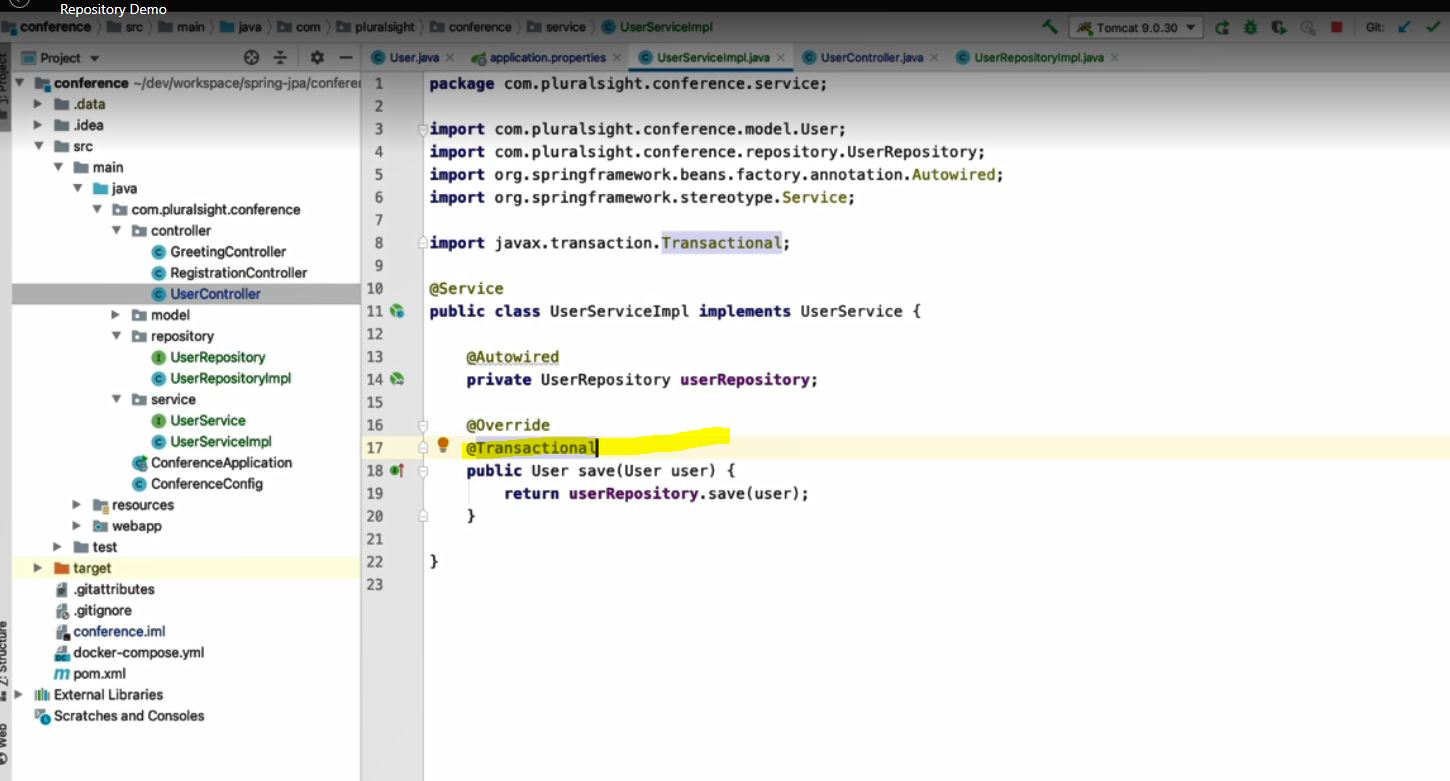 Repository Demo
conference src main java com pluralsight conference service UserServiceImpl Tomcat 9.0.30 Git:
Project User.java application.properties UserServiceImpl.java UserController.java UserRepositoryImpl.java
1: Project
conference ~/dev/workspace/spring-jpa/conferer
.data
.idea
src
main
java
com.pluralsight.conference
controller
GreetingController
RegistrationController
UserController
model
repository
UserRepository
UserRepositoryImpl
service
UserService
UserServiceImpl
ConferenceApplication
ConferenceConfig
resources
webapp
test
target
.gitattributes
.gitignore
conference.iml
docker-compose.yml
pom.xml
External Libraries
Scratches and Consoles
Z: Structure
Web
1 package com.pluralsight.conference.service;
2
3 import com.pluralsight.conference.model.User;
4 import com.pluralsight.conference.repository.UserRepository;
5 import org.springframework.beans.factory.annotation.Autowired;
6 import org.springframework.stereotype.Service;
7
8 import javax.transaction.Transactional;
9
10 @Service
11 public class UserServiceImpl implements UserService {
12
13 @Autowired
14 private UserRepository userRepository;
15
16 @Override
17 @Transactional
18 public User save(User user) {
19 return userRepository.save(user);
20 }
21
22 }
23